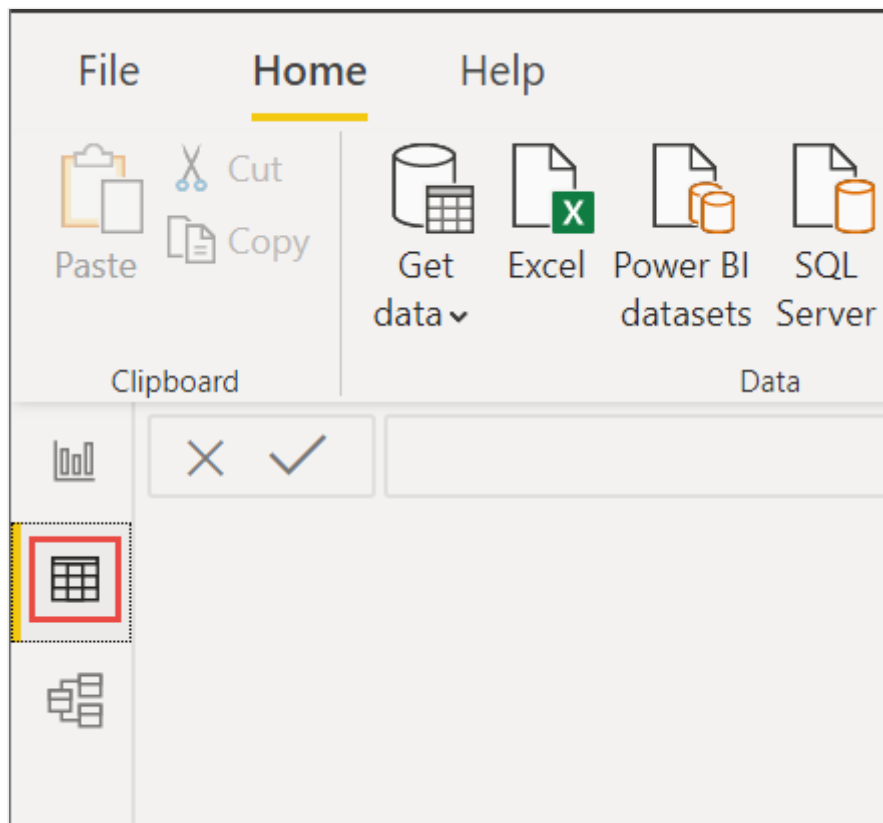 File Home Help
Cut
Copy
Paste
Get
data
Excel
X
Power BI
datasets
SQL
Server
Clipboard
Data